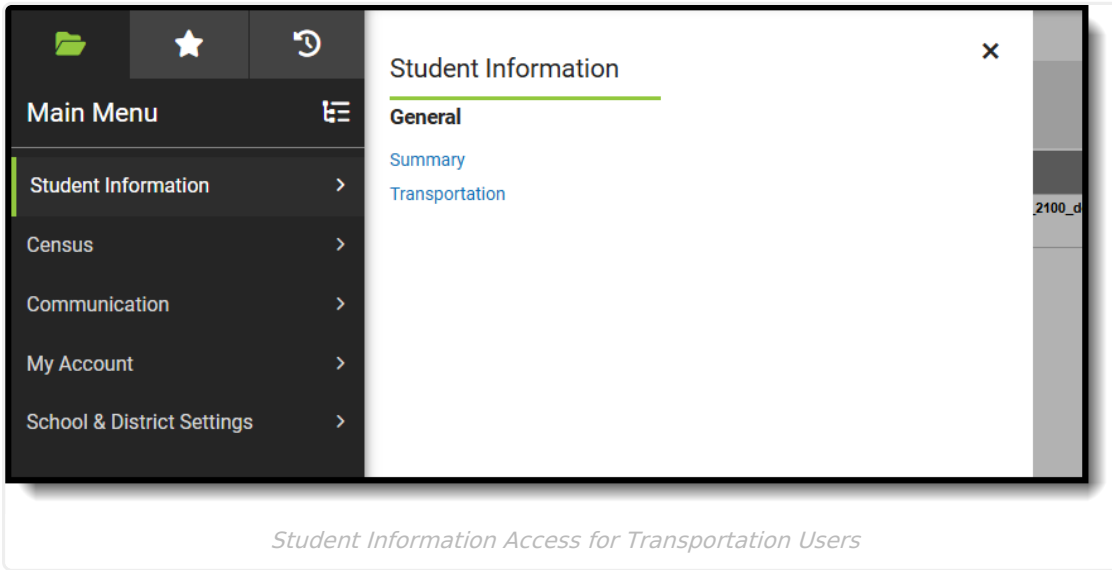 Main Menu
Student Information
Census
Communication
My Account
School & District Settings
Student Information
General
Summary
Transportation
_2100_d
Student Information Access for Transportation Users